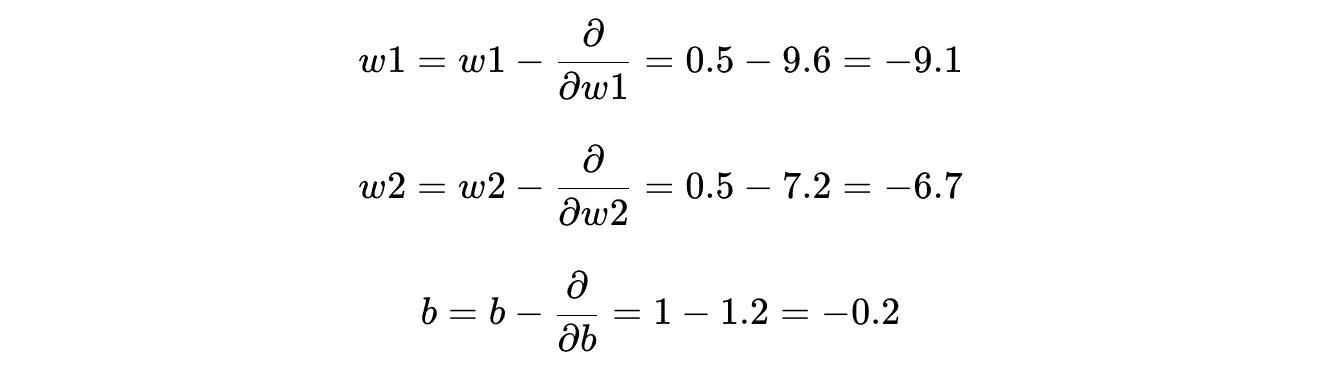 w1 = w1 − ∂/∂w1 = 0.5 − 9.6 = −9.1
w2 = w2 − ∂/∂w2 = 0.5 − 7.2 = −6.7
b = b − ∂/∂b = 1 − 1.2 = −0.2